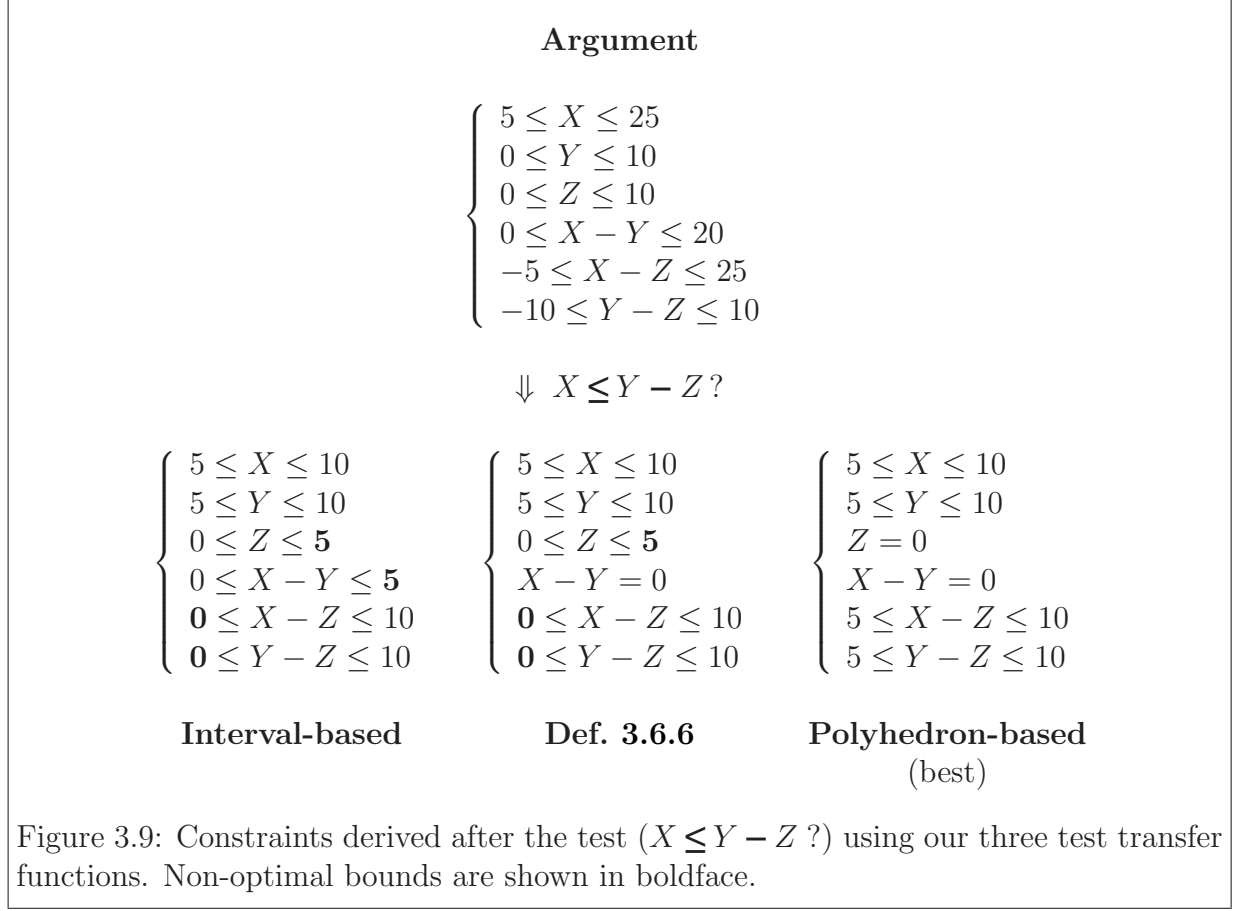 Argument
5 ≤ X ≤ 25
0 ≤ Y ≤ 10
0 ≤ Z ≤ 10
0 ≤ X − Y ≤ 20
−5 ≤ X − Z ≤ 25
−10 ≤ Y − Z ≤ 10
⇓ X ≤ Y − Z ?
5 ≤ X ≤ 10
5 ≤ Y ≤ 10
0 ≤ Z ≤ 5
0 ≤ X − Y ≤ 5
0 ≤ X − Z ≤ 10
0 ≤ Y − Z ≤ 10
Interval-based
5 ≤ X ≤ 10
5 ≤ Y ≤ 10
0 ≤ Z ≤ 5
X − Y = 0
0 ≤ X − Z ≤ 10
0 ≤ Y − Z ≤ 10
Def. 3.6.6
5 ≤ X ≤ 10
5 ≤ Y ≤ 10
Z = 0
X − Y = 0
5 ≤ X − Z ≤ 10
5 ≤ Y − Z ≤ 10
Polyhedron-based
(best)
Figure 3.9: Constraints derived after the test (X ≤ Y − Z ?) using our three test transfer
functions. Non-optimal bounds are shown in boldface.